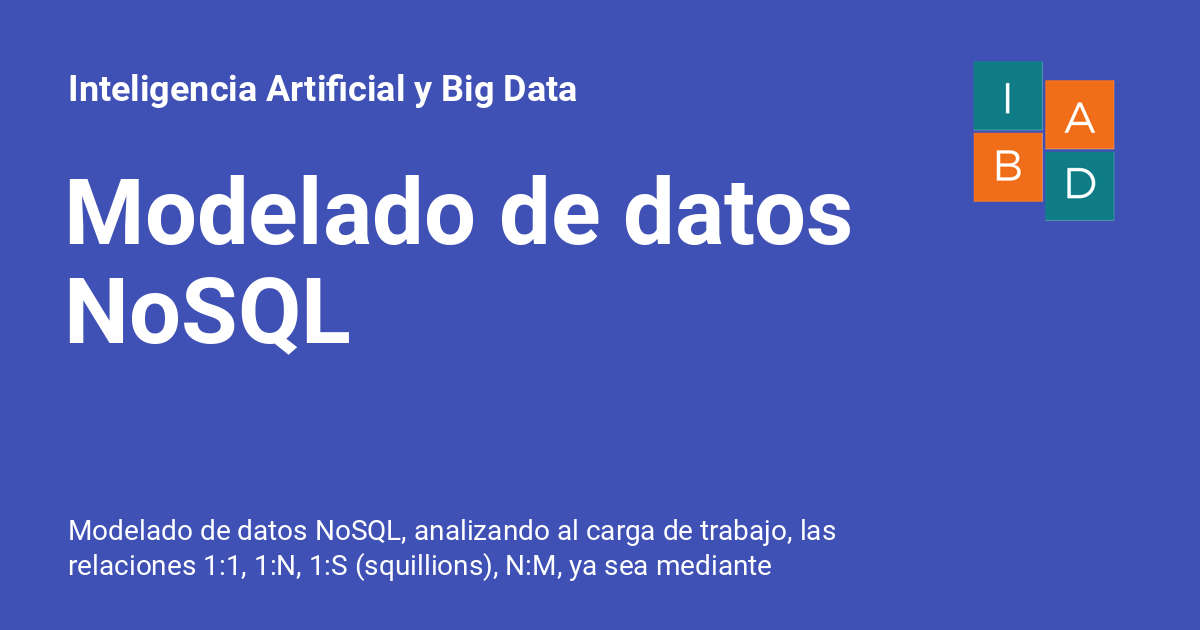 Inteligencia Artificial y Big Data
I
A
B
D
Modelado de datos
NoSQL
Modelado de datos NoSQL, analizando al carga de trabajo, las
relaciones 1:1, 1:N, 1:S (squillions), N:M, ya sea mediante